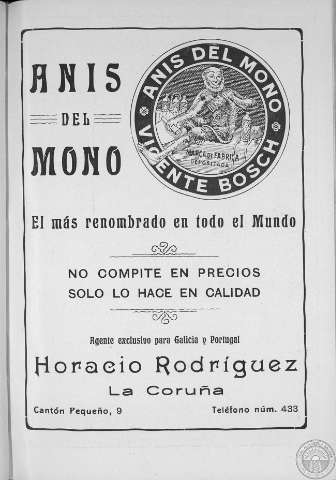 ANIS
DEL
MONO
ANIS DEL MONO
VICENTE BOSCH
MARCA DE FABRICA
DEPOSITADA
El más renombrado en todo el Mundo
NO COMPITE EN PRECIOS
SOLO LO HACE EN CALIDAD
Agente exclusivo para Galicia y Portugal
Horacio Rodríguez
La Coruña
Cantón Pequeño, 9
Teléfono núm. 433